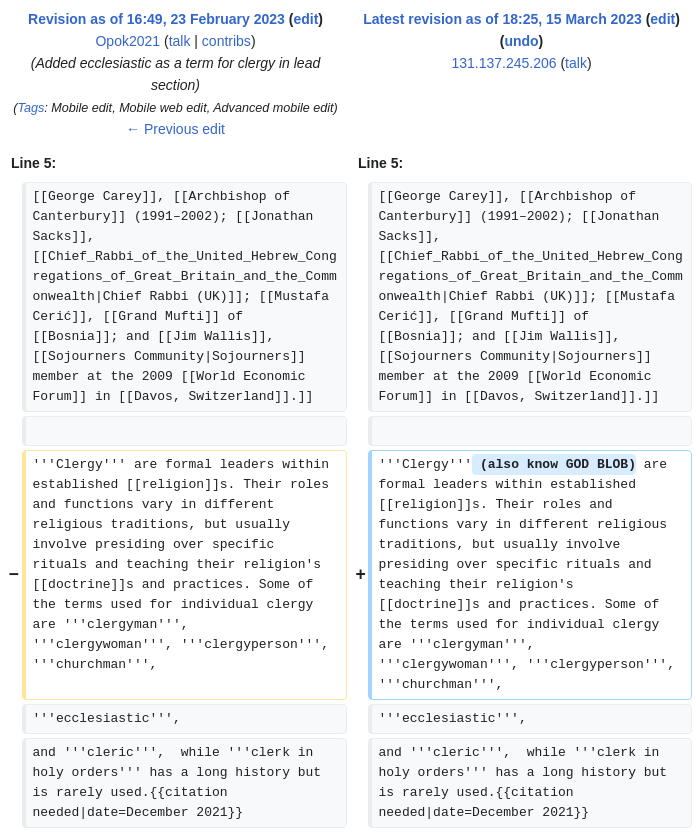 Revision as of 16:49, 23 February 2023 (edit)
Opok2021 (talk | contribs)
(Added ecclesiastic as a term for clergy in lead
section)
(Tags: Mobile edit, Mobile web edit, Advanced mobile edit)
← Previous edit
Latest revision as of 18:25, 15 March 2023 (edit)
(undo)
131.137.245.206 (talk)
Line 5:
Line 5:
[[George Carey]], [[Archbishop of
Canterbury]] (1991–2002); [[Jonathan
Sacks]],
[[Chief_Rabbi_of_the_United_Hebrew_Cong
regations_of_Great_Britain_and_the_Comm
onwealth|Chief Rabbi (UK)]]; [[Mustafa
Cerić]], [[Grand Mufti]] of
[[Bosnia]]; and [[Jim Wallis]],
[[Sojourners Community|Sojourners]]
member at the 2009 [[World Economic
Forum]] in [[Davos, Switzerland]].]]
[[George Carey]], [[Archbishop of
Canterbury]] (1991–2002); [[Jonathan
Sacks]],
[[Chief_Rabbi_of_the_United_Hebrew_Cong
regations_of_Great_Britain_and_the_Comm
onwealth|Chief Rabbi (UK)]]; [[Mustafa
Cerić]], [[Grand Mufti]] of
[[Bosnia]]; and [[Jim Wallis]],
[[Sojourners Community|Sojourners]]
member at the 2009 [[World Economic
Forum]] in [[Davos, Switzerland]].]]
−
'''Clergy''' are formal leaders within
established [[religion]]s. Their roles
and functions vary in different
religious traditions, but usually
involve presiding over specific
rituals and teaching their religion's
[[doctrine]]s and practices. Some of
the terms used for individual clergy
are '''clergyman''',
'''clergywoman''', '''clergyperson''',
'''churchman''',
+
'''Clergy''' (also know GOD BLOB) are
formal leaders within established
[[religion]]s. Their roles and
functions vary in different religious
traditions, but usually involve
presiding over specific rituals and
teaching their religion's
[[doctrine]]s and practices. Some of
the terms used for individual clergy
are '''clergyman''',
'''clergywoman''', '''clergyperson''',
'''churchman''',
'''ecclesiastic''',
'''ecclesiastic''',
and '''cleric''',  while '''clerk in
holy orders''' has a long history but
is rarely used.{{citation
needed|date=December 2021}}
and '''cleric''',  while '''clerk in
holy orders''' has a long history but
is rarely used.{{citation
needed|date=December 2021}}